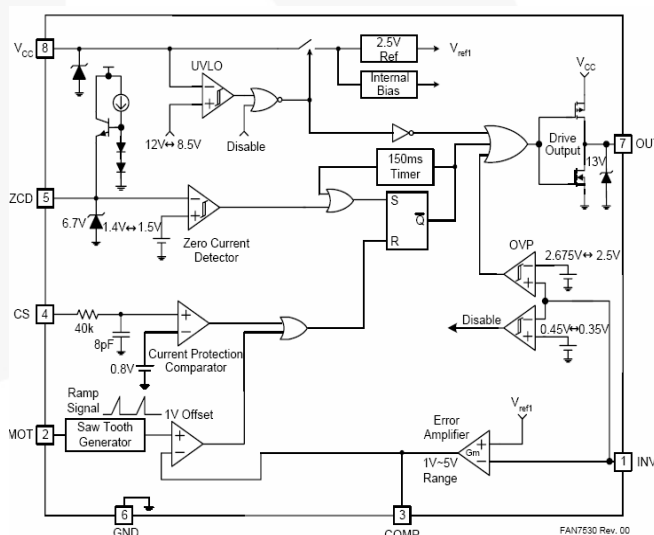 VCC
8
UVLO
2.5V
Ref
Vref1
Internal
Bias
VCC
12V↔8.5V
Disable
Drive
Output
7
OU
13V
150ms
Timer
ZCD
5
6.7V
1.4V↔1.5V
Zero Current
Detector
S
Q
R
OVP
2.675V↔2.5V
CS
4
40k
8pF
Current Protection
Comparator
0.8V
Disable
0.45V↔0.35V
Ramp
Signal
1V Offset
MOT
2
Saw Tooth
Generator
Error
Amplifier
Vref1
Gm
1V~5V
Range
1
INV
6
GND
3
COMP
FAN7530 Rev. 00